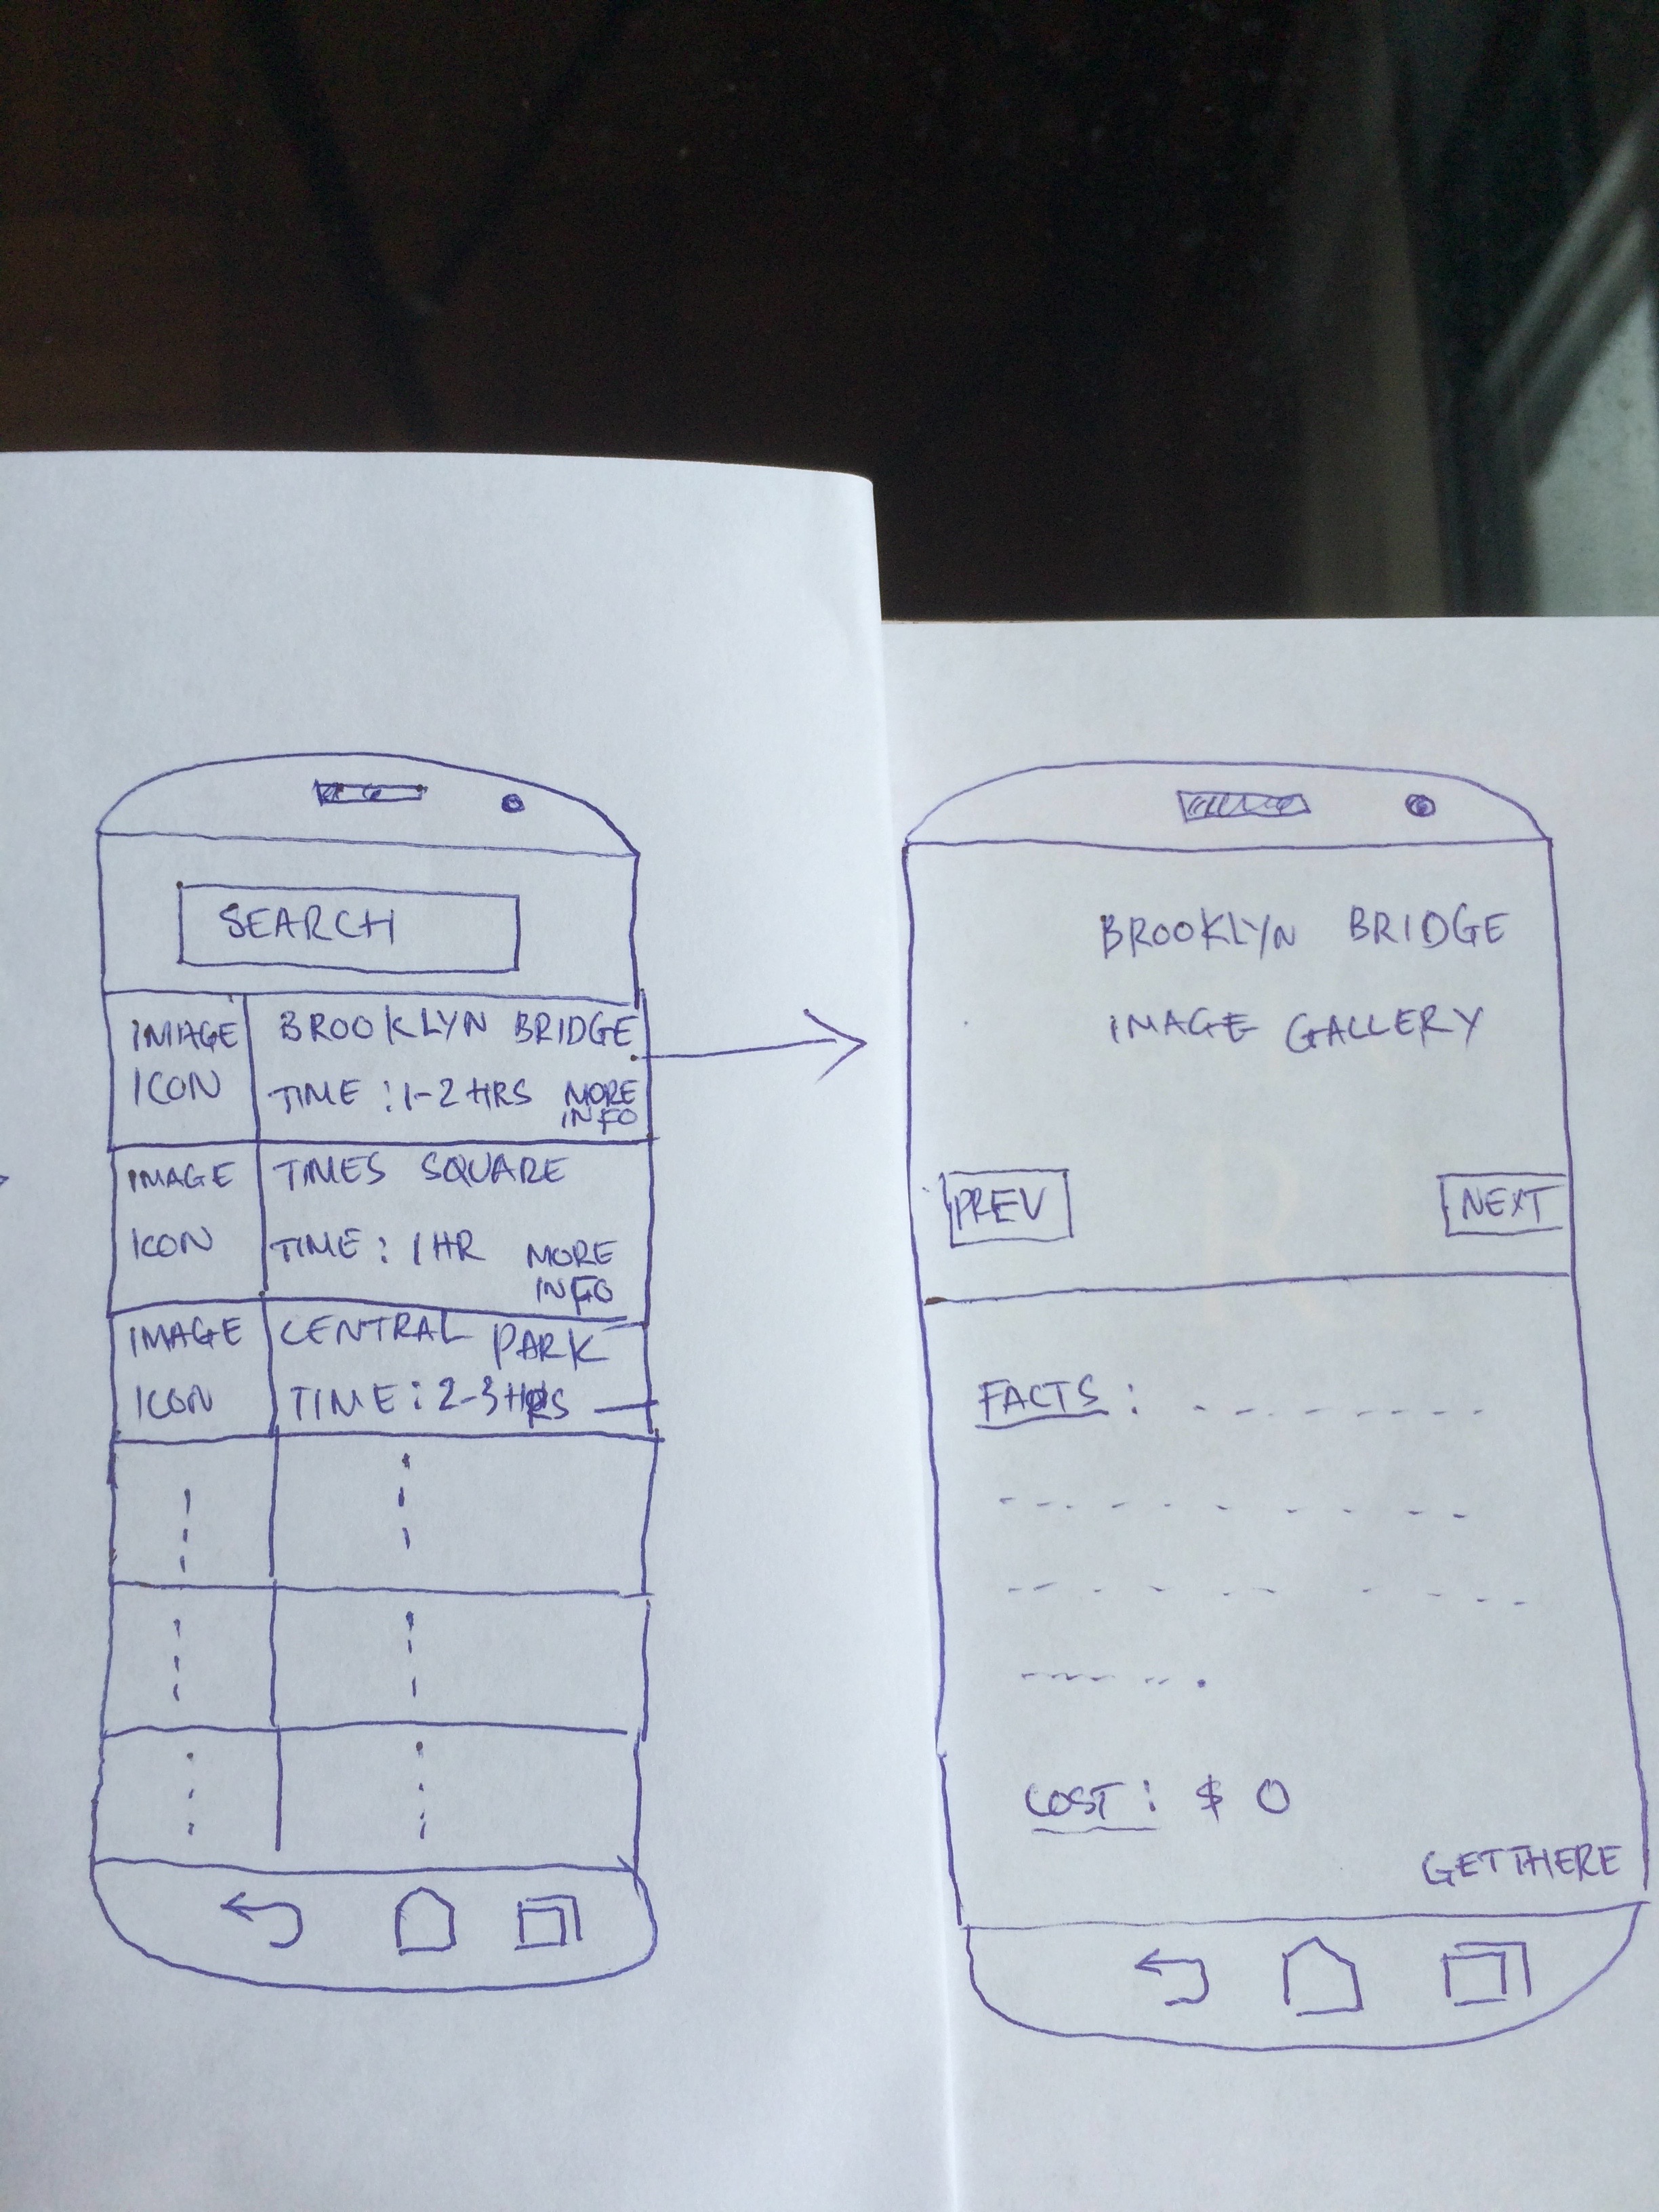 SEARCH
IMAGE
ICON
BROOKLYN BRIDGE
TIME : 1-2 HRS
MORE
INFO
IMAGE
ICON
TIMES SQUARE
TIME : 1 HR
MORE
INFO
IMAGE
ICON
CENTRAL PARK
TIME : 2-3 HRS
BROOKLYN BRIDGE
IMAGE GALLERY
PREV
NEXT
FACTS :
COST : $ 0
GET THERE